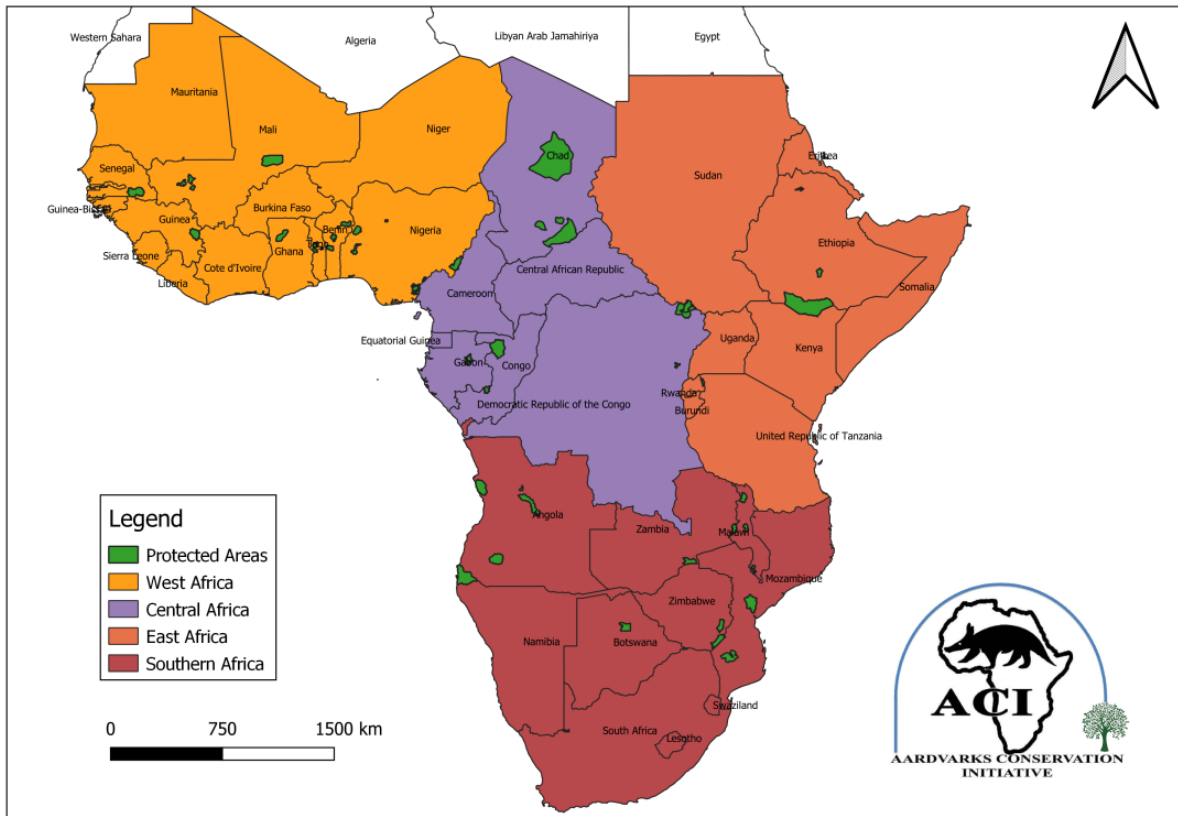 Western Sahara
Algeria
Libyan Arab Jamahiriya
Egypt
Mauritania
Mali
Niger
Chad
Sudan
Eritrea
Senegal
Guinea-Bissau
Guinea
Burkina Faso
Benin
Togo
Nigeria
Ghana
Ethiopia
Sierra Leone
Cote d'Ivoire
Liberia
Central African Republic
Cameroon
Somalia
Equatorial Guinea
Gabon
Congo
Uganda
Kenya
Rwanda
Burundi
Democratic Republic of the Congo
United Republic of Tanzania
Angola
Zambia
Malawi
Mozambique
Zimbabwe
Namibia
Botswana
Swaziland
South Africa
Lesotho
Legend
Protected Areas
West Africa
Central Africa
East Africa
Southern Africa
0 750 1500 km
ACI
AARDVARKS CONSERVATION
INITIATIVE